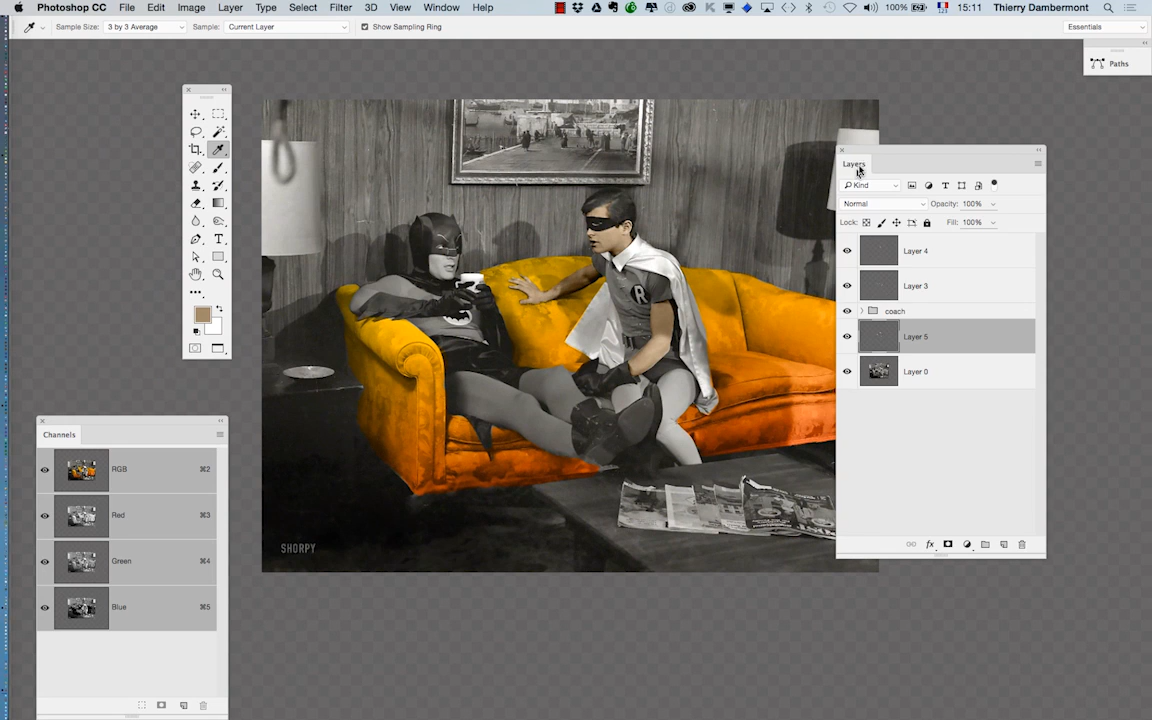 Photoshop CC File Edit Image Layer Type Select Filter 3D View Window Help 100% 15:11 Thierry Dambermont
Sample Size: 3 by 3 Average Sample: Current Layer Show Sampling Ring Essentials
Paths
Layers
Kind
Normal Opacity: 100%
Lock: Fill: 100%
Layer 4
Layer 3
coach
Layer 5
Layer 0
fx
R
SHORPY
Channels
RGB ⌘2
Red ⌘3
Green ⌘4
Blue ⌘5